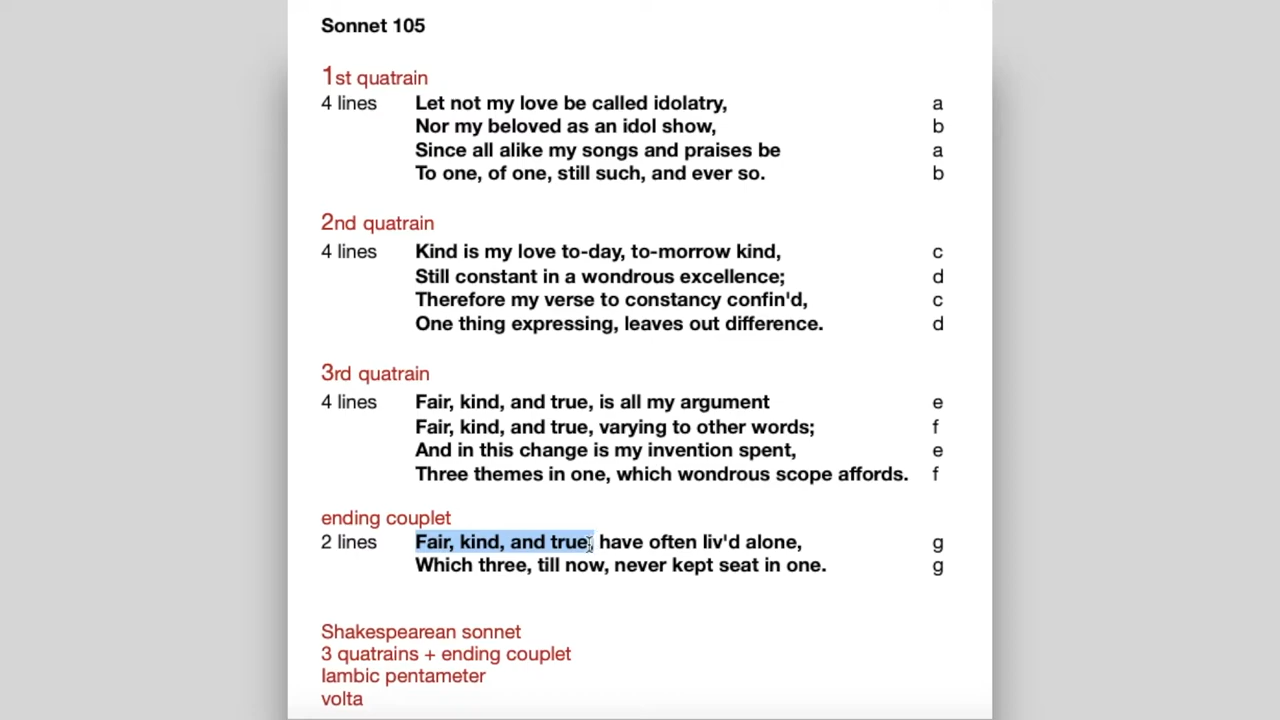 Sonnet 105
1st quatrain
4 lines Let not my love be called idolatry, a
Nor my beloved as an idol show, b
Since all alike my songs and praises be a
To one, of one, still such, and ever so. b
2nd quatrain
4 lines Kind is my love to-day, to-morrow kind, c
Still constant in a wondrous excellence; d
Therefore my verse to constancy confin'd, c
One thing expressing, leaves out difference. d
3rd quatrain
4 lines Fair, kind, and true, is all my argument e
Fair, kind, and true, varying to other words; f
And in this change is my invention spent, e
Three themes in one, which wondrous scope affords. f
ending couplet
2 lines Fair, kind, and true, have often liv'd alone, g
Which three, till now, never kept seat in one. g
Shakespearean sonnet
3 quatrains + ending couplet
Iambic pentameter
volta